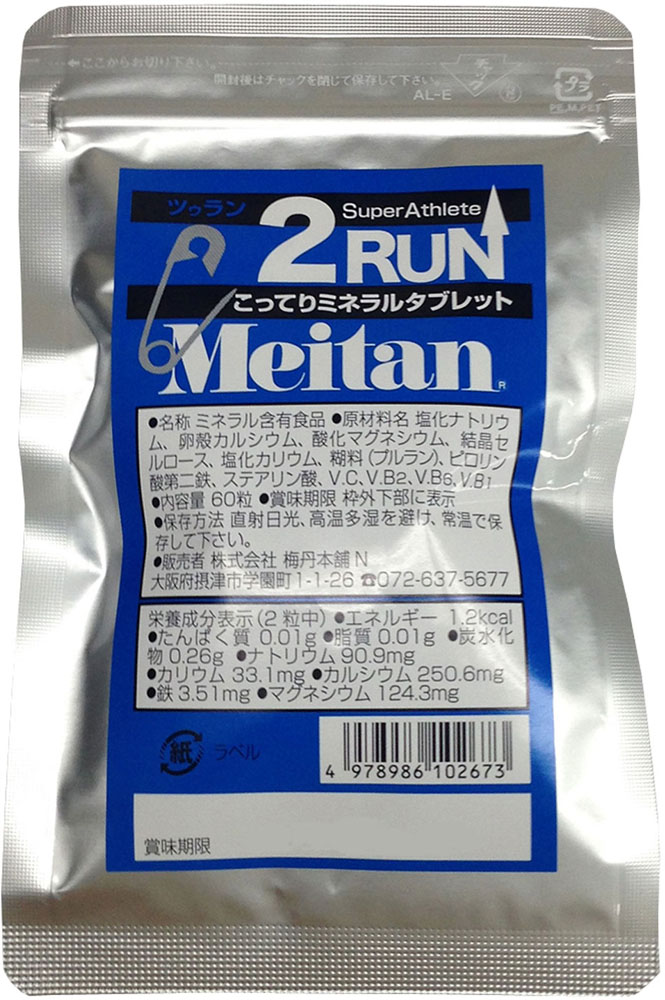 ←ここからお切り下さい。
開封後はチャックを閉じて保存して下さい。
チャック
AL-E
プラ
PE,M,PET
ツゥラン
2 RUN
SuperAthlete
こってりミネラルタブレット
Meitan®
●名称 ミネラル含有食品 ●原材料名 塩化ナトリウ
ム、卵殻カルシウム、酸化マグネシウム、結晶セ
ルロース、塩化カリウム、糊料(プルラン)、ピロリン
酸第二鉄、ステアリン酸、V.C、V.B2、V.B6、V.B1
●内容量 60粒 ●賞味期限 枠外下部に表示
●保存方法 直射日光、高温多湿を避け、常温で保
存して下さい。
●販売者 株式会社 梅丹本舗 N
大阪府摂津市学園町1-1-26 ☎072-637-5677
栄養成分表示(2粒中) ●エネルギー 1.2kcal
●たんぱく質 0.01g ●脂質 0.01g ●炭水化
物 0.26g ●ナトリウム 90.9mg
●カリウム 33.1mg ●カルシウム 250.6mg
●鉄 3.51mg ●マグネシウム 124.3mg
紙 ラベル
4 978986 102673
賞味期限